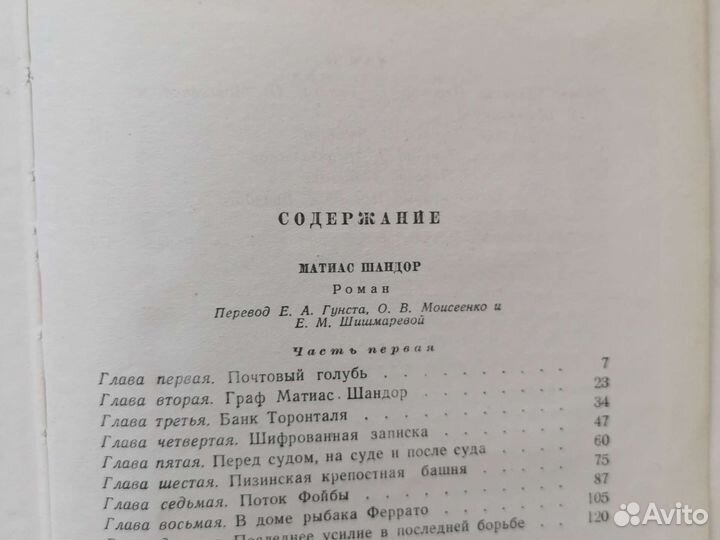 СОДЕРЖАНИЕ
МАТИАС ШАНДОР
Роман
Перевод Е. А. Гунста, О. В. Моисеенко и
Е. М. Шишмаревой
Часть первая
Глава первая. Почтовый голубь . . . . . . . . . . 7
Глава вторая. Граф Матиас Шандор . . . . . . . . 23
Глава третья. Банк Торонталя . . . . . . . . . . 34
Глава четвертая. Шифрованная записка . . . . . . 47
Глава пятая. Перед судом, на суде и после суда . . . 60
Глава шестая. Пизинская крепостная башня . . . . 75
Глава седьмая. Поток Фойбы . . . . . . . . . . 87
Глава восьмая. В доме рыбака Феррато . . . . . . 105
Последнее усилие в последней борьбе . . . 120
Avito